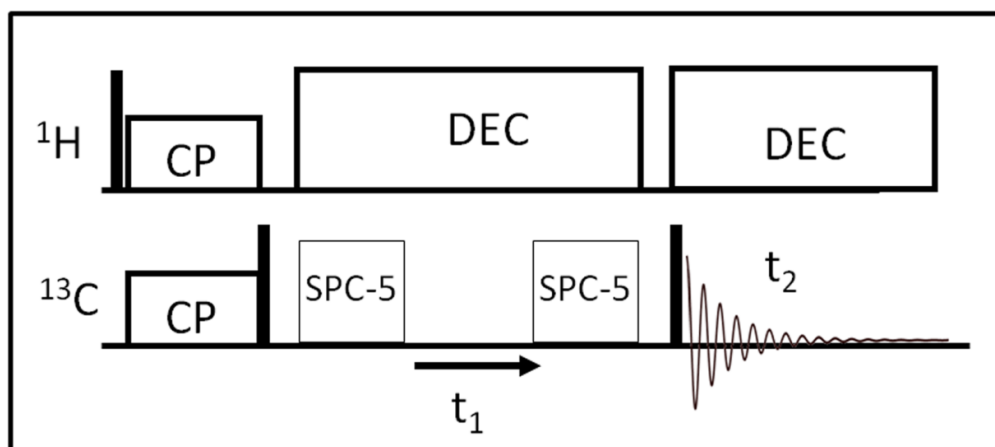 ¹H
CP
DEC
DEC
¹³C
CP
SPC-5
SPC-5
t₁
t₂